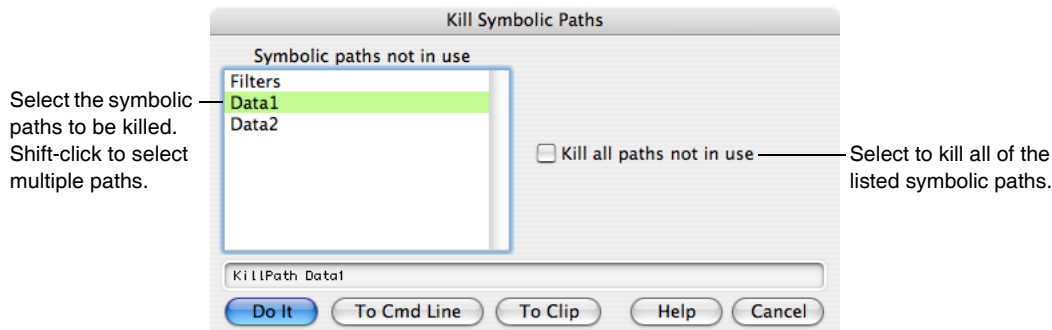 Kill Symbolic Paths
Symbolic paths not in use
Filters
Data1
Data2
Select the symbolic
paths to be killed.
Shift-click to select
multiple paths.
Kill all paths not in use
Select to kill all of the
listed symbolic paths.
KillPath Data1
Do It
To Cmd Line
To Clip
Help
Cancel